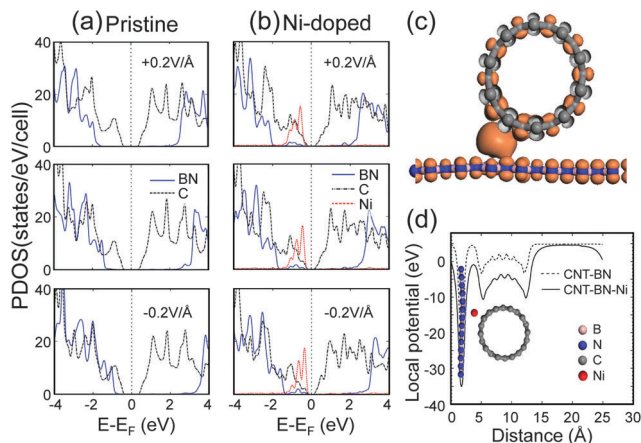 (a) Pristine
(b) Ni-doped
(c)
PDOS(states/eV/cell)
40
20
0
+0.2V/Å
+0.2V/Å
40
20
0
BN
C
BN
C
Ni
40
20
0
-0.2V/Å
-0.2V/Å
-4 -2 0 2 4
-4 -2 0 2 4
E-EF (eV)
E-EF (eV)
(d)
Local potential (eV)
0
-10
-20
-30
-40
CNT-BN
CNT-BN-Ni
B
N
C
Ni
0 5 10 15 20 25 30
Distance (Å)